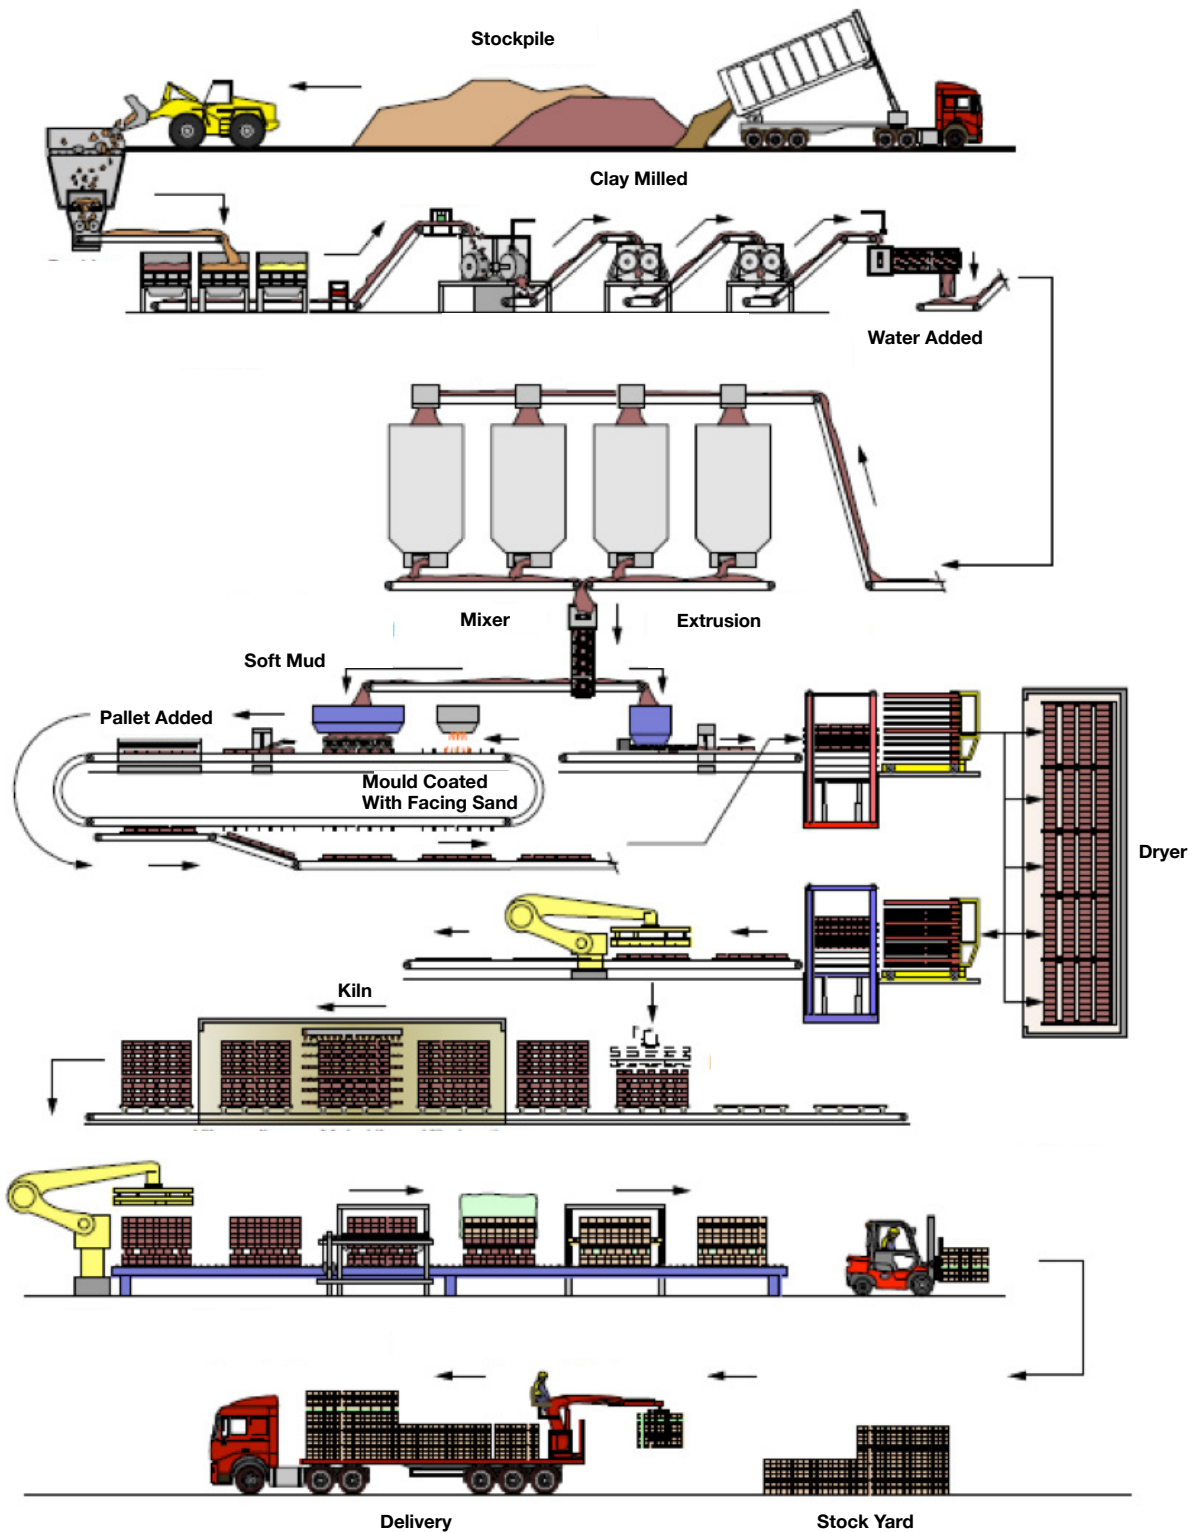 Stockpile
Clay Milled
Water Added
Mixer
Extrusion
Soft Mud
Pallet Added
Mould Coated
With Facing Sand
Dryer
Kiln
Delivery
Stock Yard